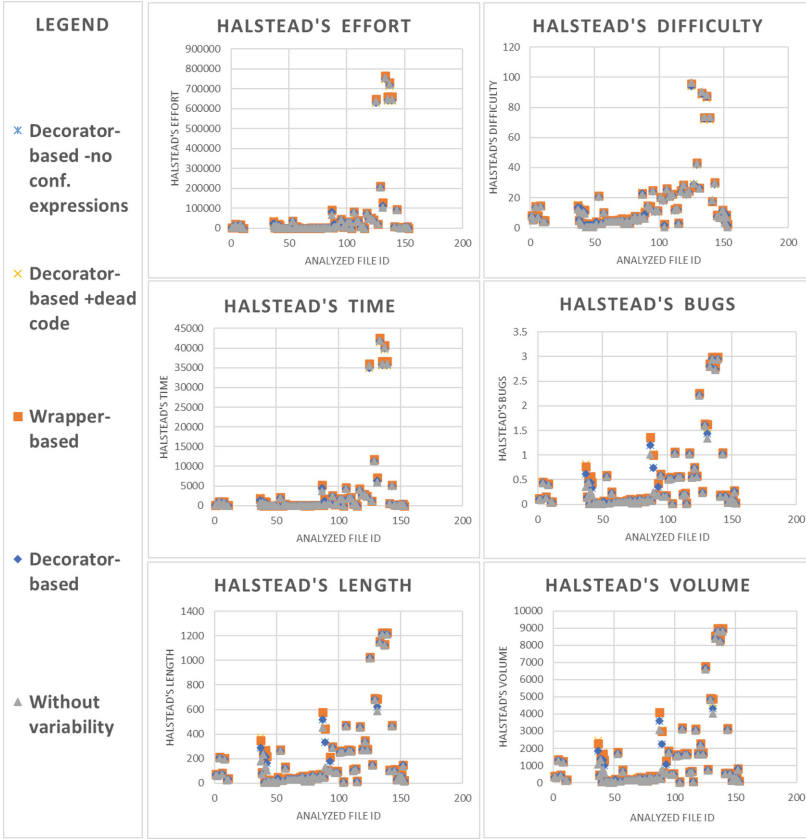 LEGEND
Decorator-
based -no
conf.
expressions
Decorator-
based +dead
code
Wrapper-
based
Decorator-
based
Without
variability
HALSTEAD'S EFFORT
HALSTEAD'S EFFORT
900000
800000
700000
600000
500000
400000
300000
200000
100000
0
0 50 100 150 200
ANALYZED FILE ID
HALSTEAD'S DIFFICULTY
HALSTEAD'S DIFFICULTY
120
100
80
60
40
20
0
0 50 100 150 200
ANALYZED FILE ID
HALSTEAD'S TIME
HALSTEAD'S TIME
45000
40000
35000
30000
25000
20000
15000
10000
5000
0
0 50 100 150 200
ANALYZED FILE ID
HALSTEAD'S BUGS
HALSTEAD'S BUGS
3.5
3
2.5
2
1.5
1
0.5
0
0 50 100 150 200
ANALYZED FILE ID
HALSTEAD'S LENGTH
HALSTEAD'S LENGTH
1400
1200
1000
800
600
400
200
0
0 50 100 150 200
ANALYZED FILE ID
HALSTEAD'S VOLUME
HALSTEAD'S VOLUME
10000
9000
8000
7000
6000
5000
4000
3000
2000
1000
0
0 50 100 150 200
ANALYZED FILE ID